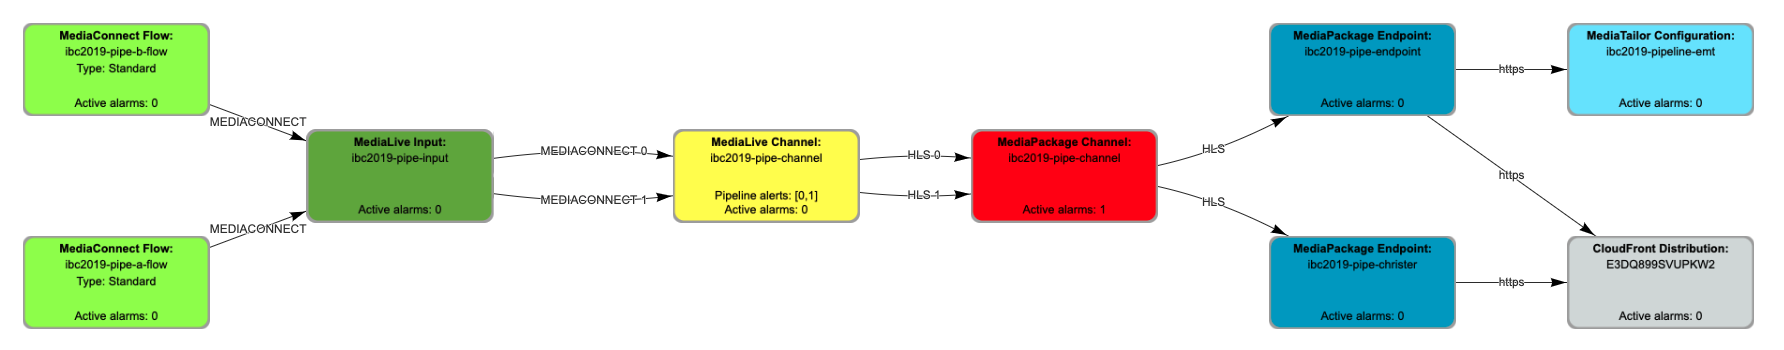 MediaConnect Flow:
ibc2019-pipe-b-flow
Type: Standard
Active alarms: 0
MEDIACONNECT
MediaConnect Flow:
ibc2019-pipe-a-flow
Type: Standard
Active alarms: 0
MEDIACONNECT
MediaLive Input:
ibc2019-pipe-input
Active alarms: 0
MEDIACONNECT 0
MEDIACONNECT 1
MediaLive Channel:
ibc2019-pipe-channel
Pipeline alerts: [0,1]
Active alarms: 0
HLS 0
HLS 1
MediaPackage Channel:
ibc2019-pipe-channel
Active alarms: 1
HLS
HLS
MediaPackage Endpoint:
ibc2019-pipe-endpoint
Active alarms: 0
https
https
MediaPackage Endpoint:
ibc2019-pipe-christer
Active alarms: 0
https
MediaTailor Configuration:
ibc2019-pipeline-emt
Active alarms: 0
CloudFront Distribution:
E3DQ899SVUPKW2
Active alarms: 0